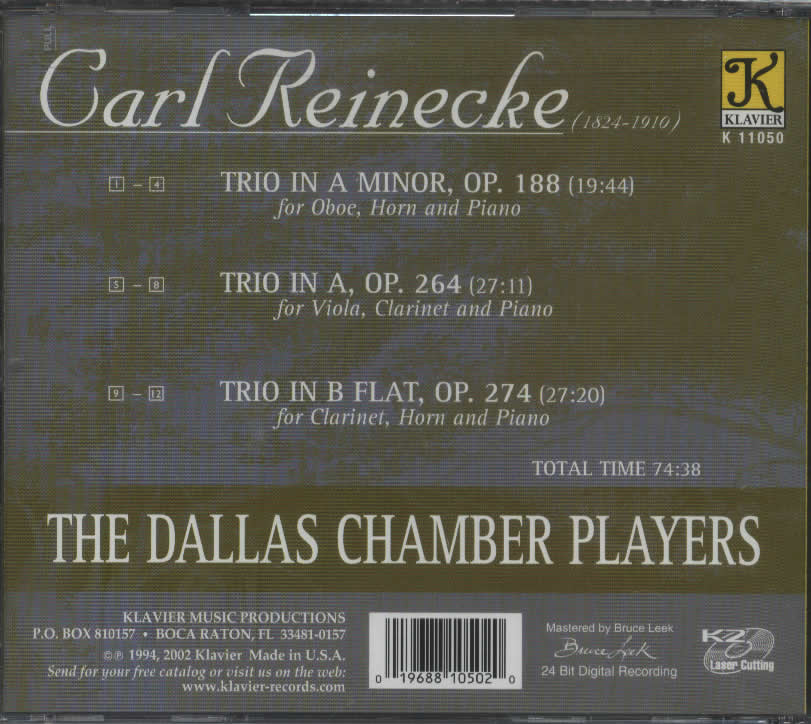 PULL
Carl Reinecke (1824-1910)
K
KLAVIER
K 11050
1 – 4 TRIO IN A MINOR, OP. 188 (19:44)
for Oboe, Horn and Piano
5 – 8 TRIO IN A, OP. 264 (27:11)
for Viola, Clarinet and Piano
9 – 12 TRIO IN B FLAT, OP. 274 (27:20)
for Clarinet, Horn and Piano
TOTAL TIME 74:38
THE DALLAS CHAMBER PLAYERS
KLAVIER MUSIC PRODUCTIONS
P.O. BOX 810157 • BOCA RATON, FL 33481-0157
©℗ 1994, 2002 Klavier Made in U.S.A.
Send for your free catalog or visit us on the web:
www.klavier-records.com
0 19688 10502 0
Mastered by Bruce Leek
Bruce Leek
24 Bit Digital Recording
K2
Laser Cutting